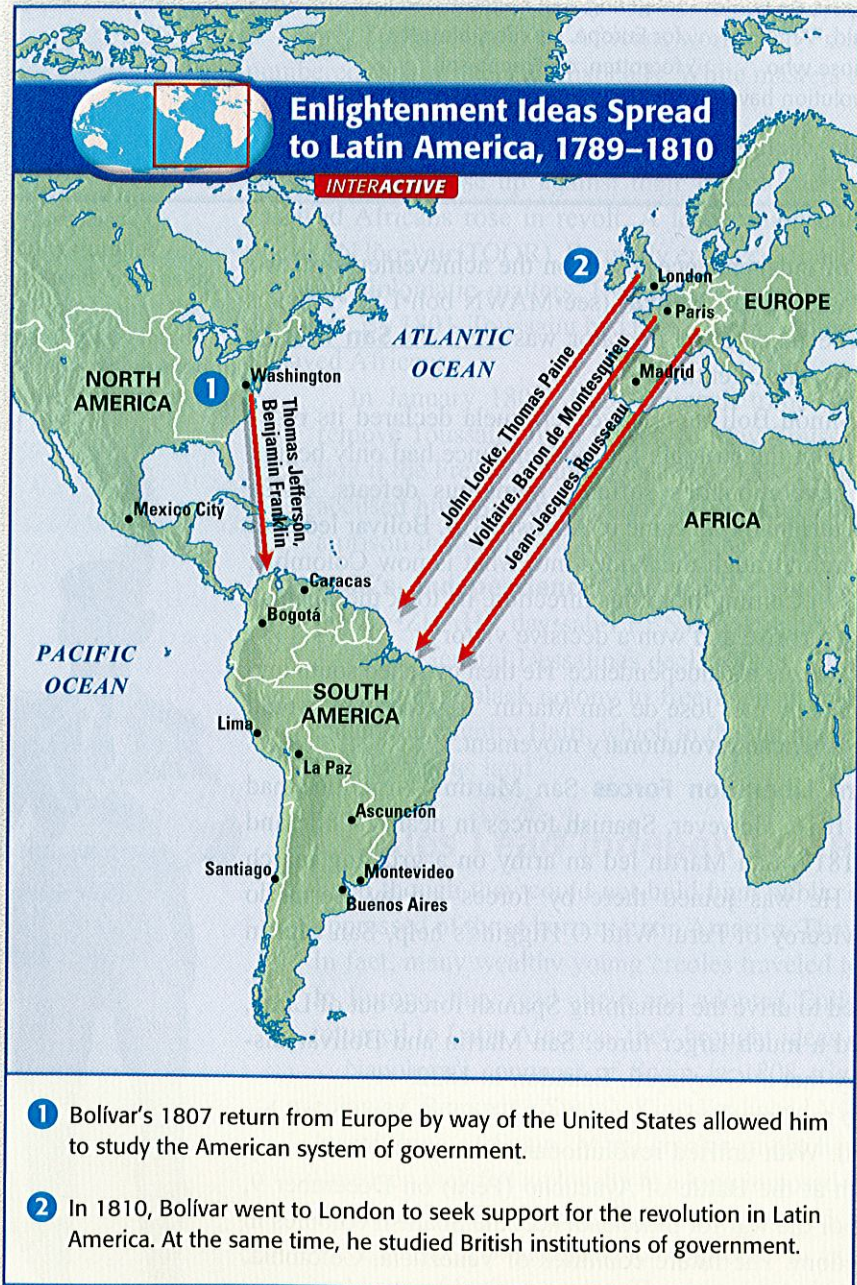 Enlightenment Ideas Spread
to Latin America, 1789–1810
INTERACTIVE
2
London
Paris
EUROPE
ATLANTIC
OCEAN
Madrid
NORTH
AMERICA
1
Washington
Thomas Jefferson,
Benjamin Franklin
John Locke, Thomas Paine
Voltaire, Baron de Montesquieu
Jean-Jacques Rousseau
Mexico City
AFRICA
Caracas
Bogotá
PACIFIC
OCEAN
SOUTH
AMERICA
Lima
La Paz
Ascunción
Santiago
Montevideo
Buenos Aires
1 Bolívar's 1807 return from Europe by way of the United States allowed him
to study the American system of government.
2 In 1810, Bolívar went to London to seek support for the revolution in Latin
America. At the same time, he studied British institutions of government.